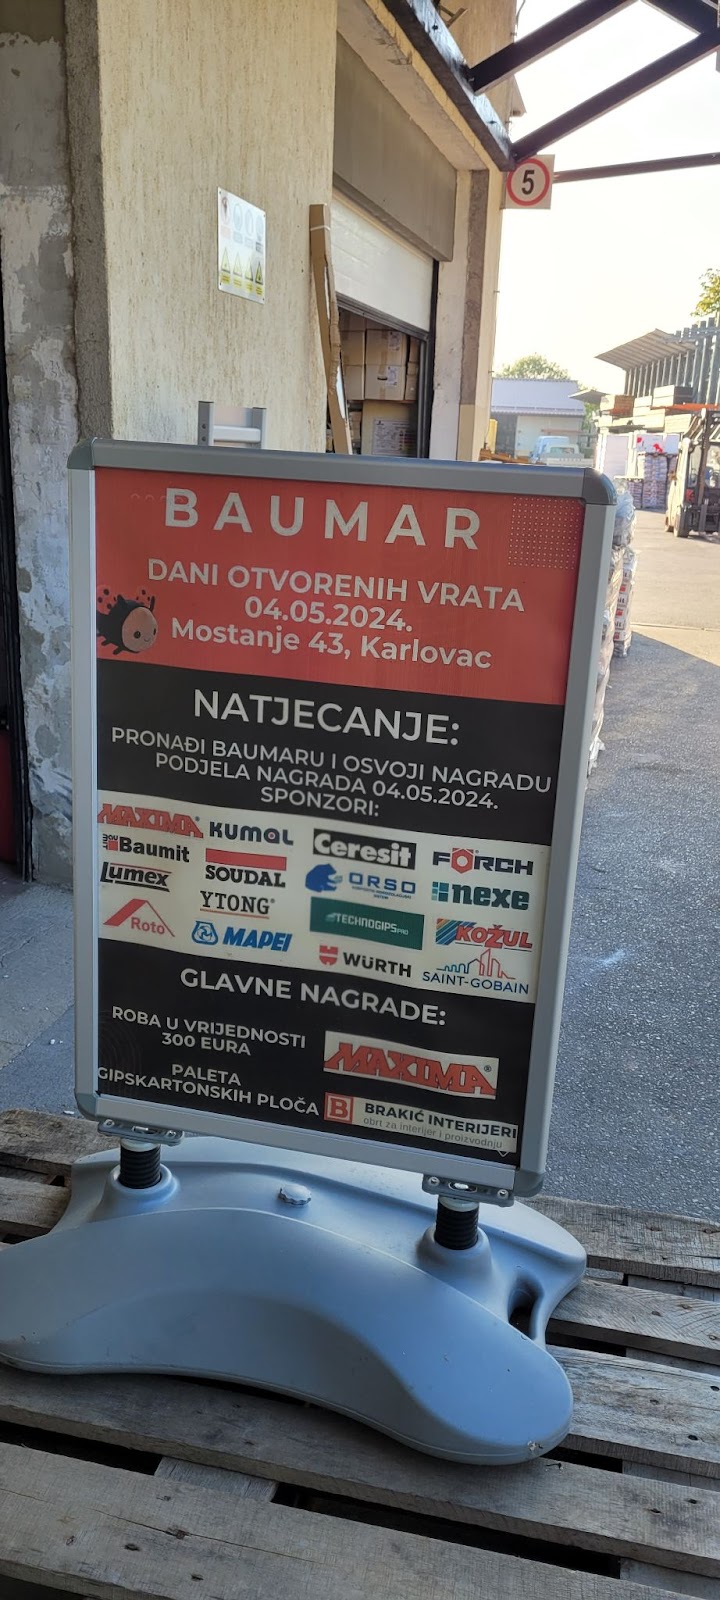 5
BAUMAR
DANI OTVORENIH VRATA
04.05.2024.
Mostanje 43, Karlovac
NATJECANJE:
PRONAĐI BAUMARU I OSVOJI NAGRADU
PODJELA NAGRADA 04.05.2024.
SPONZORI:
MAXIMA KUMAL Ceresit FÖRCH
Baumit SOUDAL ORSO nexe
Lumex YTONG TECHNOGIPS PRO KOŽUL
Roto MAPEI WÜRTH SAINT-GOBAIN
GLAVNE NAGRADE:
ROBA U VRIJEDNOSTI
300 EURA
MAXIMA
PALETA
GIPSKARTONSKIH PLOČA
B BRAKIĆ INTERIJERI
obrt za interijer i proizvodnju